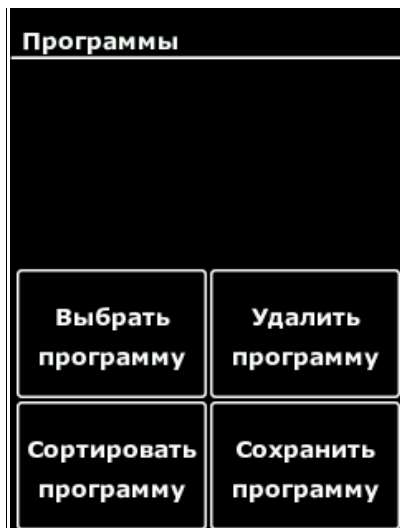 Программы
Выбрать
программу
Удалить
программу
Сортировать
программу
Сохранить
программу